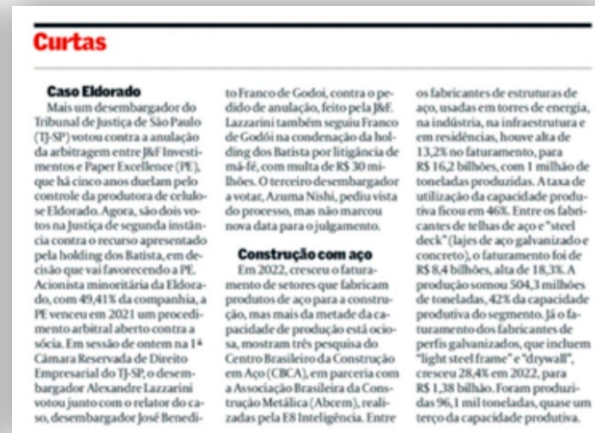 Curtas
Caso Eldorado
Mais um desembargador do
Tribunal de Justiça de São Paulo
(TJ-SP) votou contra a anulação
da arbitragem entre J&F Investi-
mentos e Paper Excellence (PE),
que há cinco anos duelam pelo
controle da produtora de celulo-
se Eldorado. Agora, são dois vo-
tos na Justiça de segunda instân-
cia contra o recurso apresentado
pela holding dos Batista, em de-
cisão que vai favorecendo a PE.
Acionista minoritária da Eldora-
do, com 49,41% da companhia, a
PE venceu em 2021 um procedi-
mento arbitral aberto contra a
sócia. Em sessão de ontem na 1ª
Câmara Reservada de Direito
Empresarial do TJ-SP, o desem-
bargador Alexandre Lazzarini
votou junto com o relator do ca-
so, desembargador José Benedi-
to Franco de Godoi, contra o pe-
dido de anulação, feito pela J&F.
Lazzarini também seguiu Franco
de Godói na condenação da hol-
ding dos Batista por litigância de
má-fé, com multa de R$ 30 mi-
lhões. O terceiro desembargador
a votar, Azuma Nishi, pediu vista
do processo, mas não marcou
nova data para o julgamento.
Construção com aço
Em 2022, cresceu o fatura-
mento de setores que fabricam
produtos de aço para a constru-
ção, mas mais da metade da ca-
pacidade de produção está ocio-
sa, mostram três pesquisa do
Centro Brasileiro da Construção
em Aço (CBCA), em parceria com
a Associação Brasileira da Cons-
trução Metálica (Abcem), reali-
zadas pela E8 Inteligência. Entre
os fabricantes de estruturas de
aço, usadas em torres de energia,
na indústria, na infraestrutura e
em residências, houve alta de
13,2% no faturamento, para
R$ 16,2 bilhões, com 1 milhão de
toneladas produzidas. A taxa de
utilização da capacidade produ-
tiva ficou em 46%. Entre os fabri-
cantes de telhas de aço e "steel
deck" (lajes de aço galvanizado e
concreto), o faturamento foi de
R$ 8,4 bilhões, alta de 18,3%. A
produção somou 504,3 milhões
de toneladas, 42% da capacidade
produtiva do segmento. Já o fa-
turamento dos fabricantes de
perfis galvanizados, que incluem
"light steel frame" e "drywall",
cresceu 28,4% em 2022, para
R$ 1,38 bilhão. Foram produzi-
das 96,1 mil toneladas, quase um
terço da capacidade produtiva.